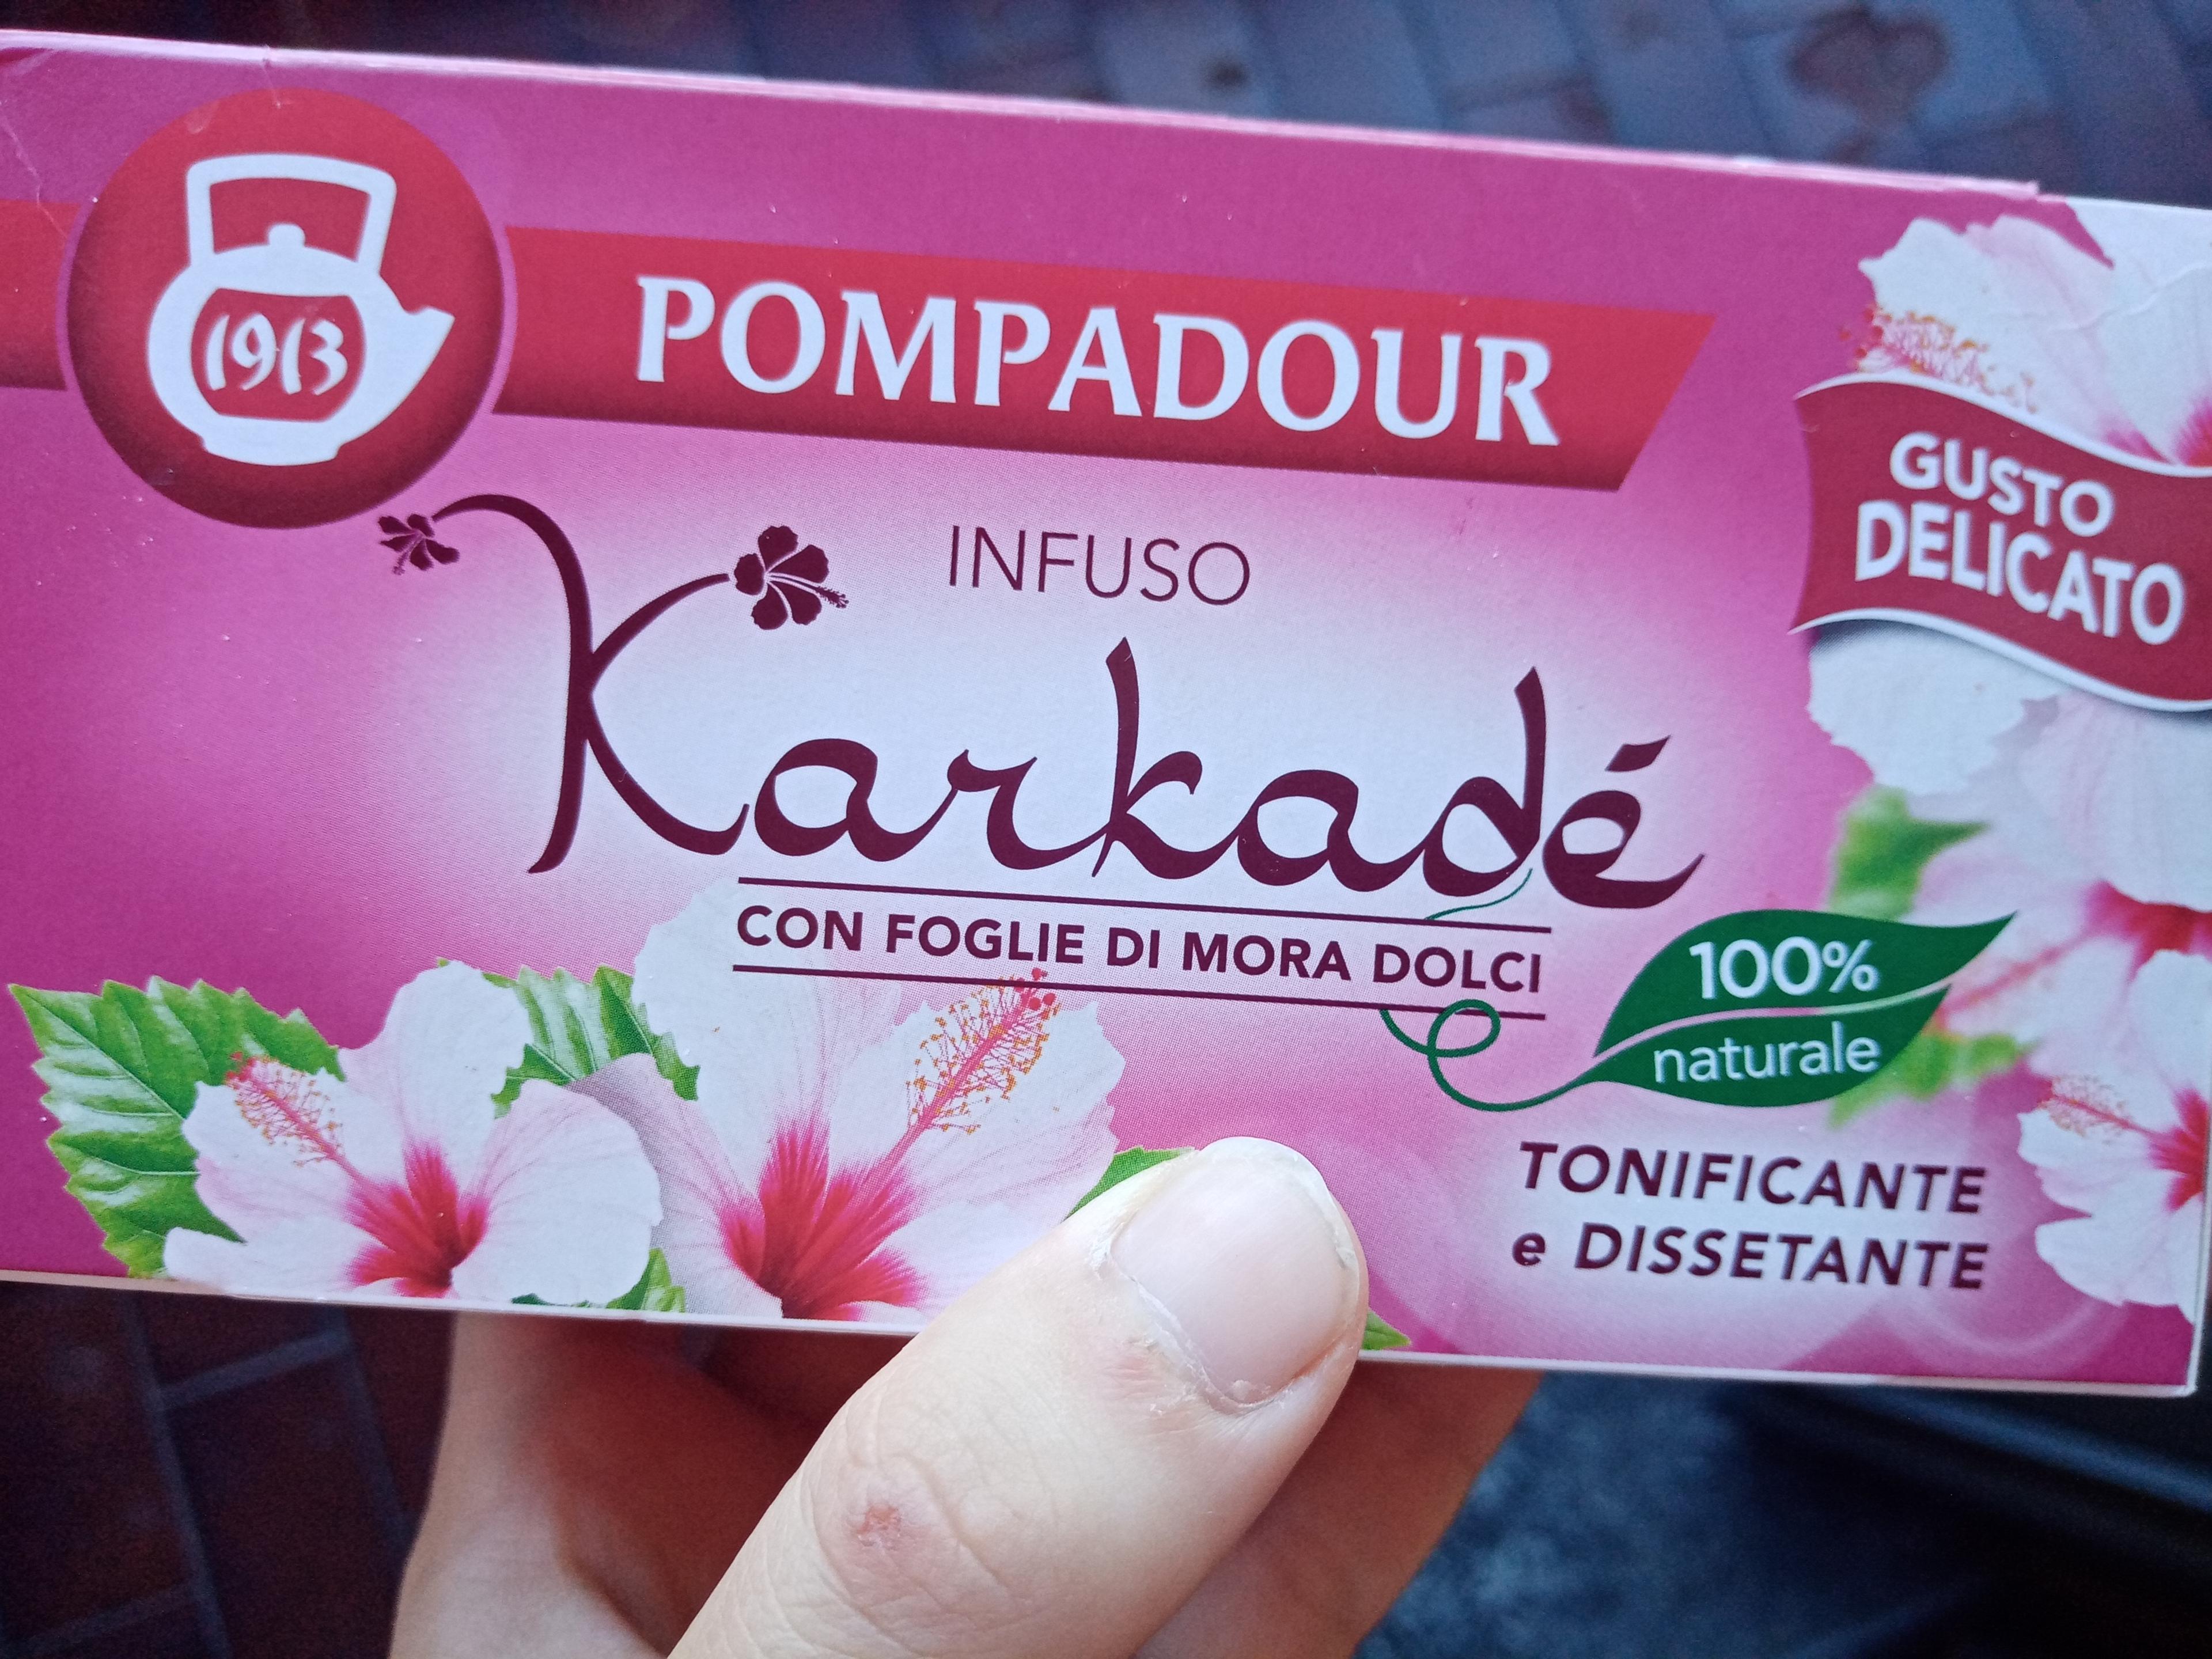 1913
POMPADOUR
GUSTO
DELICATO
INFUSO
Karkadé
CON FOGLIE DI MORA DOLCI
100%
naturale
TONIFICANTE
e DISSETANTE